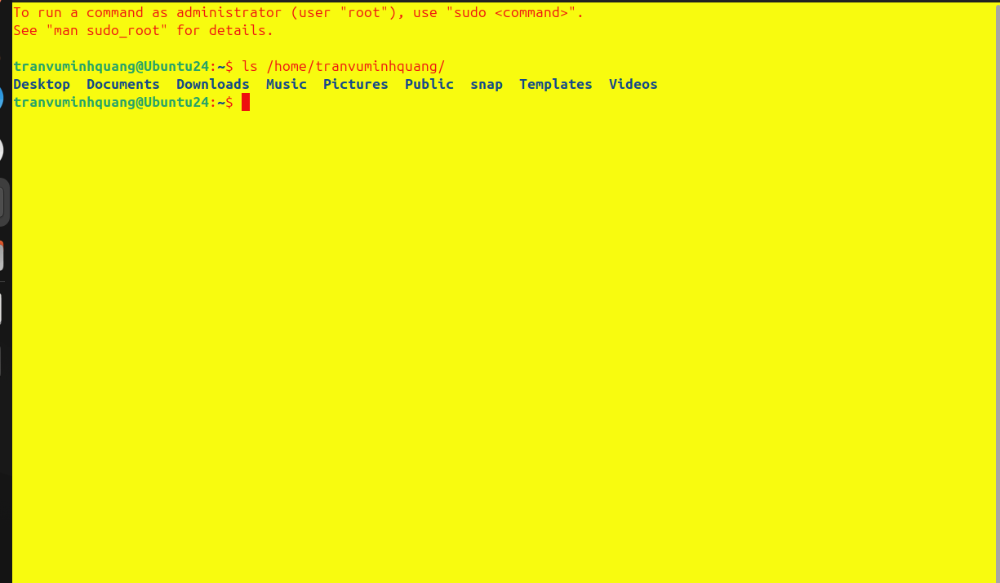 To run a command as administrator (user "root"), use "sudo <command>".
See "man sudo_root" for details.
tranvuminhquang@Ubuntu24:~$ ls /home/tranvuminhquang/
Desktop  Documents  Downloads  Music  Pictures  Public  snap  Templates  Videos
tranvuminhquang@Ubuntu24:~$